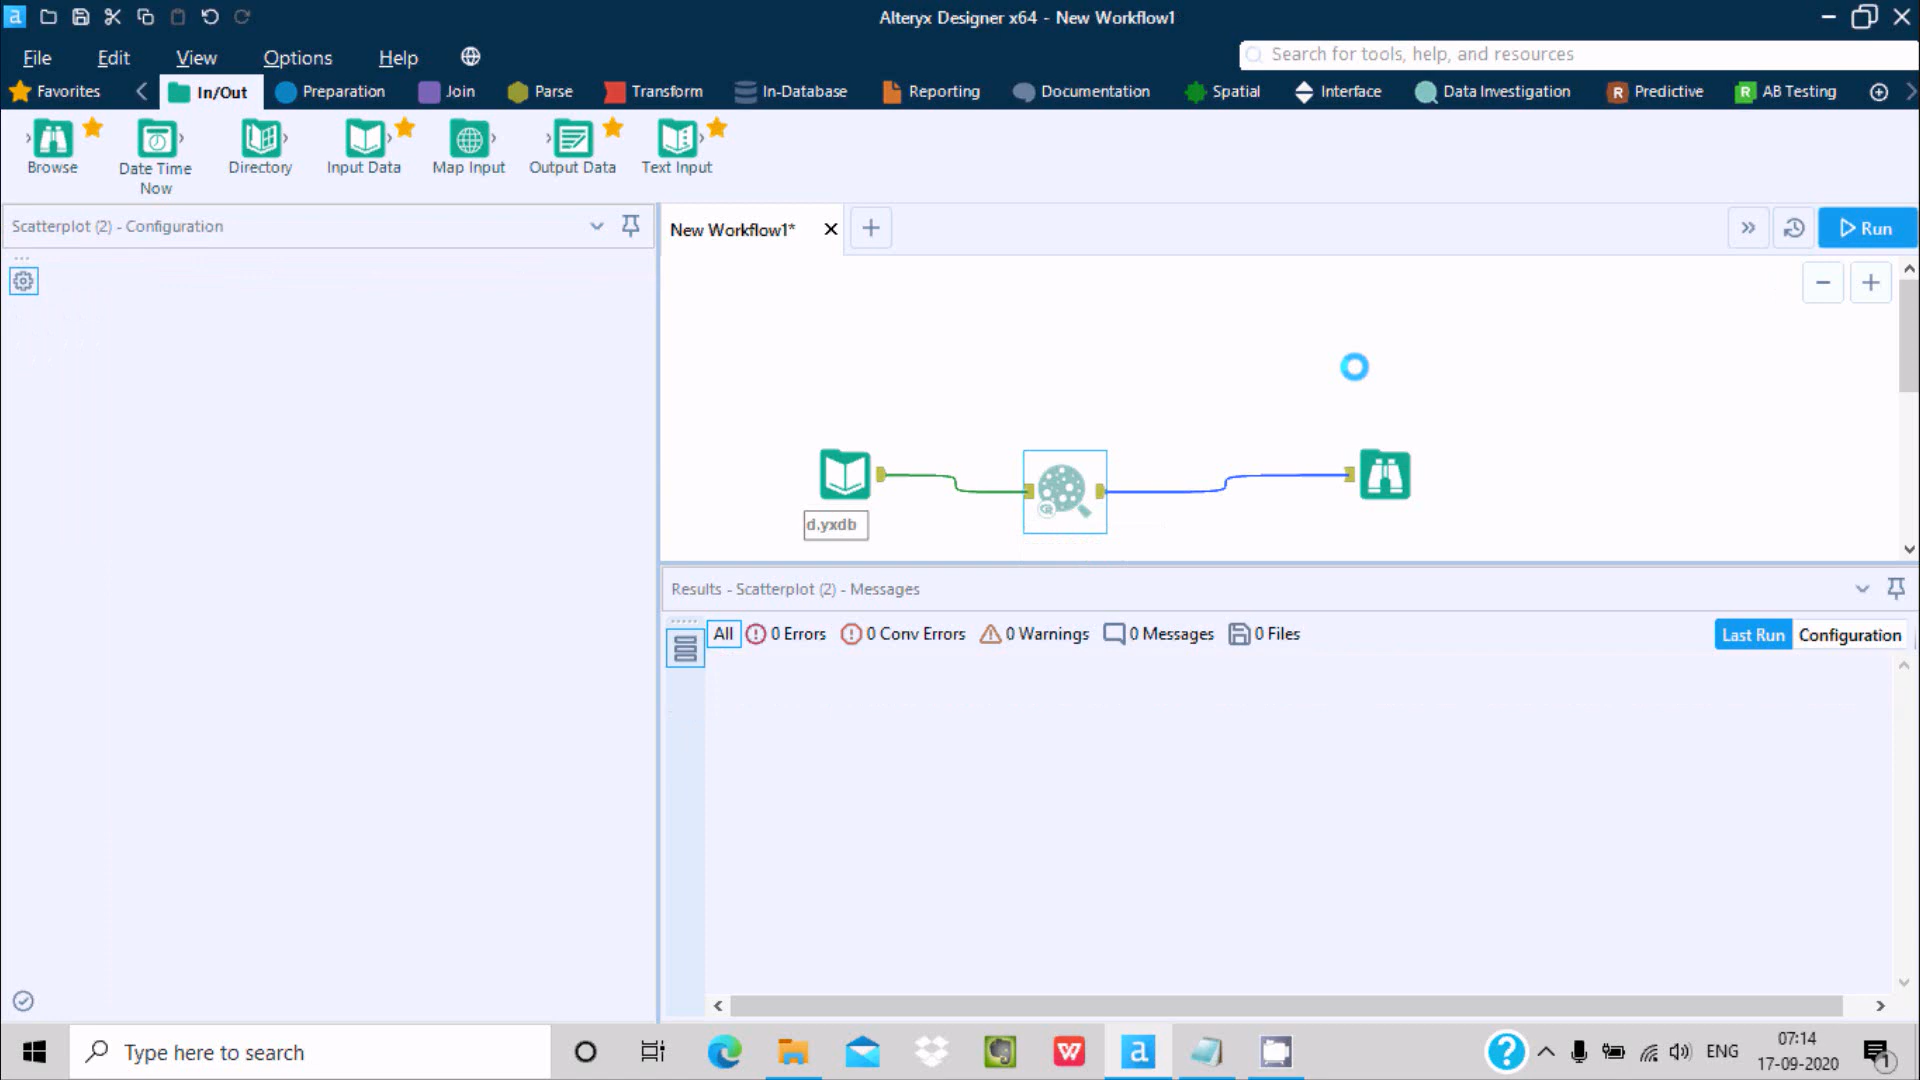 Alteryx Designer x64 - New Workflow1
File Edit View Options Help
Search for tools, help, and resources
Favorites In/Out Preparation Join Parse Transform In-Database Reporting Documentation Spatial Interface Data Investigation Predictive AB Testing
Browse Date Time Now Directory Input Data Map Input Output Data Text Input
Scatterplot (2) - Configuration
New Workflow1*
Run
d.yxdb
Results - Scatterplot (2) - Messages
All 0 Errors 0 Conv Errors 0 Warnings 0 Messages 0 Files
Last Run Configuration
Type here to search
ENG
07:14
17-09-2020
1